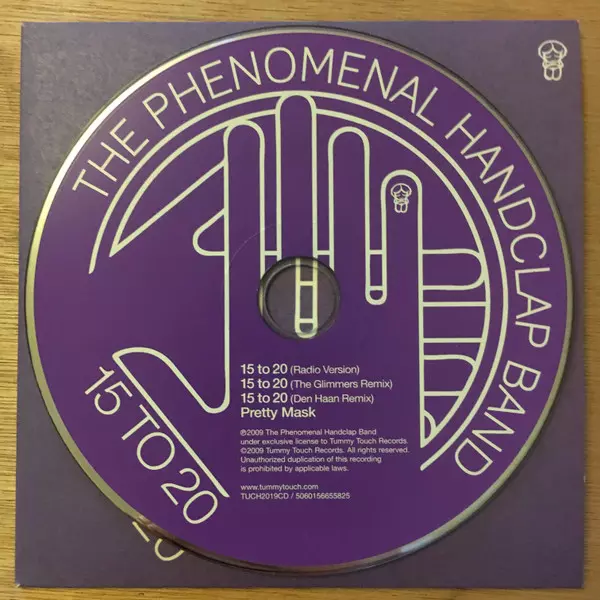 THE PHENOMENAL HANDCLAP BAND
15 TO 20
15 to 20 (Radio Version)
15 to 20 (The Glimmers Remix)
15 to 20 (Den Haan Remix)
Pretty Mask
℗2009 The Phenomenal Handclap Band
under exclusive license to Tummy Touch Records.
©2009 Tummy Touch Records. All rights reserved.
Unauthorized duplication of this recording
is prohibited by applicable laws.
www.tummytouch.com
TUCH2019CD / 5060156655825